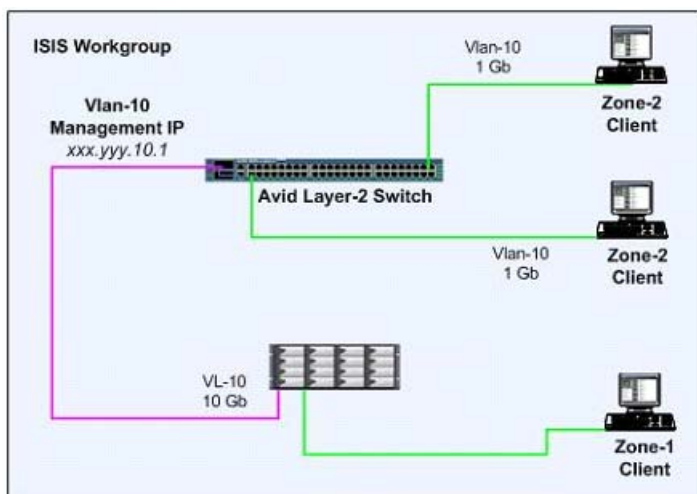 ISIS Workgroup
Vlan-10
1 Gb
Zone-2
Client
Vlan-10
Management IP
xxx.yyy.10.1
Avid Layer-2 Switch
Vlan-10
1 Gb
Zone-2
Client
VL-10
10 Gb
Zone-1
Client